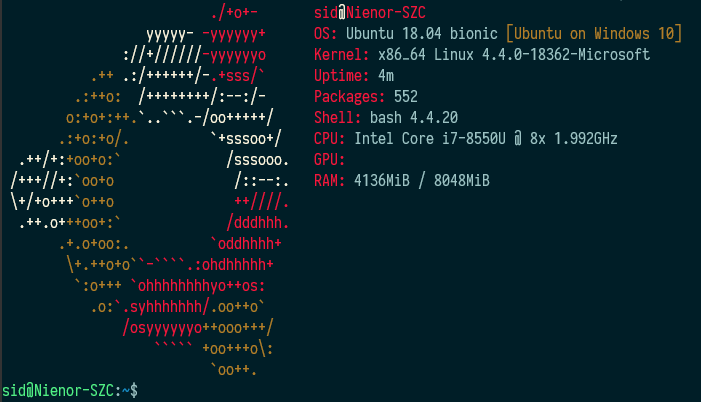 ./+o+-       sid@Nienor-SZC
                  yyyyy- -yyyyyy+      OS: Ubuntu 18.04 bionic [Ubuntu on Windows 10]
               ://+//////-yyyyyyo      Kernel: x86_64 Linux 4.4.0-18362-Microsoft
           .++ .:/++++++/-.+sss/`      Uptime: 4m
         .:++o:  /++++++++/:--:/-      Packages: 552
        o:+o+:++.`..```.-/oo+++++/     Shell: bash 4.4.20
       .:+o:+o/.          `+sssoo+/    CPU: Intel Core i7-8550U @ 8x 1.992GHz
  .++/+:+oo+o:`             /sssooo.   GPU:
 /+++//+:`oo+o               /::--:.   RAM: 4136MiB / 8048MiB
 \+/+o+++`o++o               ++////.
  .++.o+++oo+:`             /dddhhh.
       .+.o+oo:.          `oddhhhh+
        \+.++o+o``-````.:ohdhhhhh+
         `:o+++ `ohhhhhhhhyo++os:
           .o:`.syhhhhhhh/.oo++o`
               /osyyyyyyo++ooo+++/
                   ````` +oo+++o\:
                          `oo++.
sid@Nienor-SZC:~$